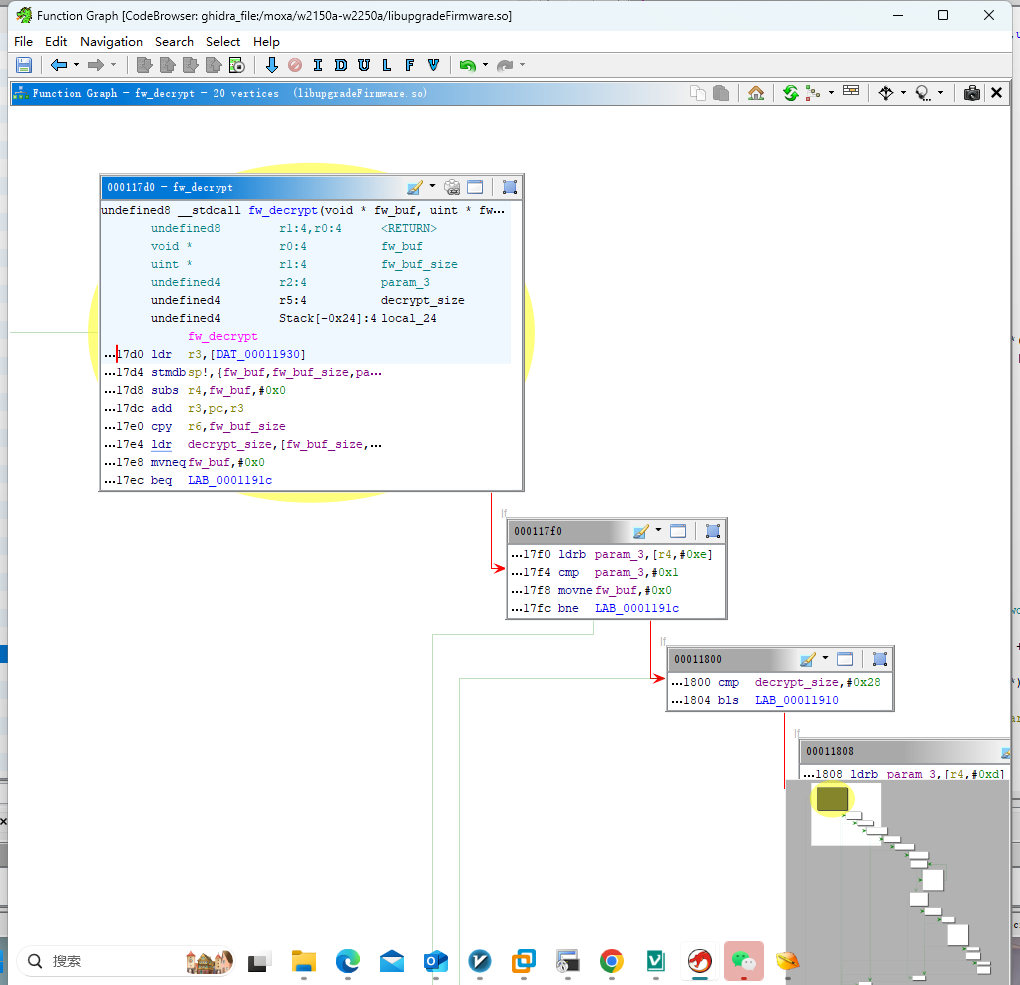 Function Graph [CodeBrowser: ghidra_file:/moxa/w2150a-w2250a/libupgradeFirmware.so]
File Edit Navigation Search Select Help
I D U L F V
Function Graph - fw_decrypt - 20 vertices (libupgradeFirmware.so)
000117d0 - fw_decrypt
undefined8 __stdcall fw_decrypt(void * fw_buf, uint * fw...
undefined8 r1:4,r0:4 <RETURN>
void * r0:4 fw_buf
uint * r1:4 fw_buf_size
undefined4 r2:4 param_3
undefined4 r5:4 decrypt_size
undefined4 Stack[-0x24]:4 local_24
fw_decrypt
...17d0 ldr r3,[DAT_00011930]
...17d4 stmdb sp!,{fw_buf,fw_buf_size,pa...
...17d8 subs r4,fw_buf,#0x0
...17dc add r3,pc,r3
...17e0 cpy r6,fw_buf_size
...17e4 ldr decrypt_size,[fw_buf_size,...
...17e8 mvneq fw_buf,#0x0
...17ec beq LAB_0001191c
If
000117f0
...17f0 ldrb param_3,[r4,#0xe]
...17f4 cmp param_3,#0x1
...17f8 movne fw_buf,#0x0
...17fc bne LAB_0001191c
If
00011800
...1800 cmp decrypt_size,#0x28
...1804 bls LAB_00011910
If
00011808
...1808 ldrb param_3,[r4,#0xd]
搜索